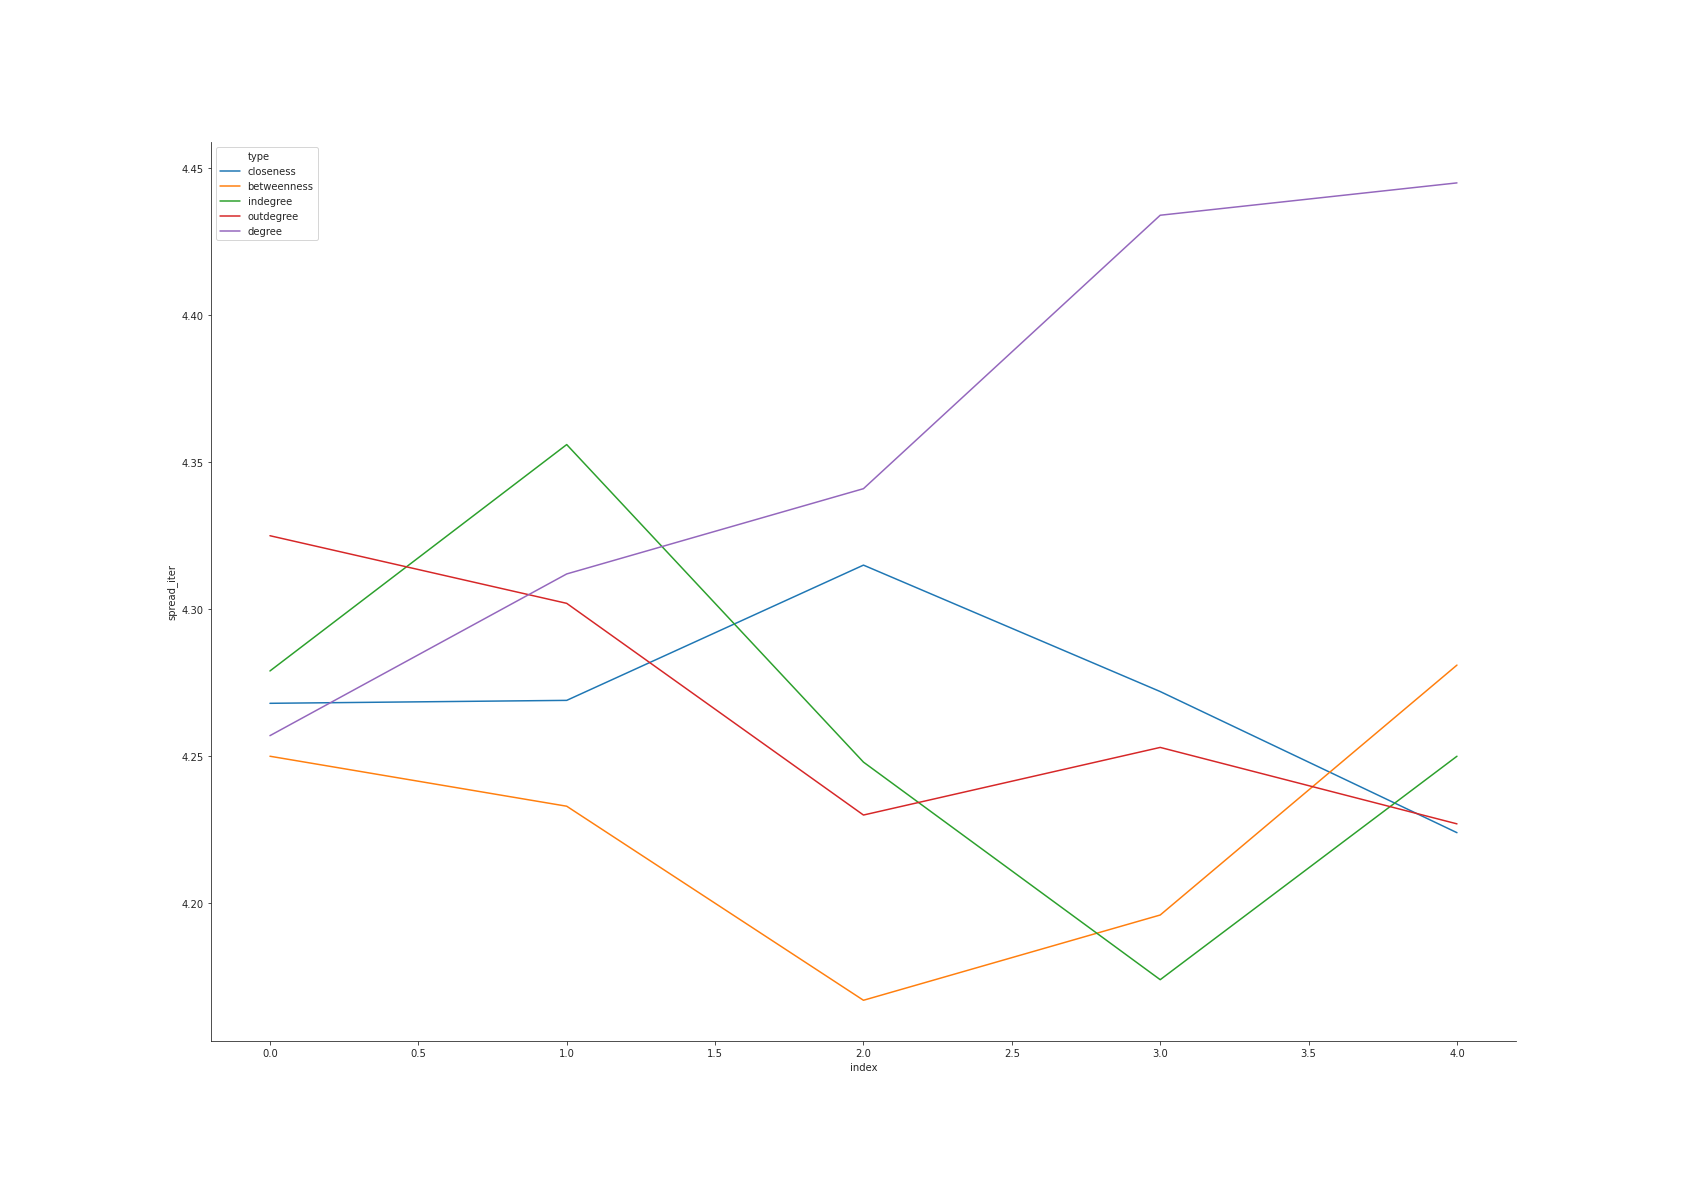 type
closeness
betweenness
indegree
outdegree
degree
4.45
4.40
4.35
4.30
4.25
4.20
spread_iter
0.0 0.5 1.0 1.5 2.0 2.5 3.0 3.5 4.0
index